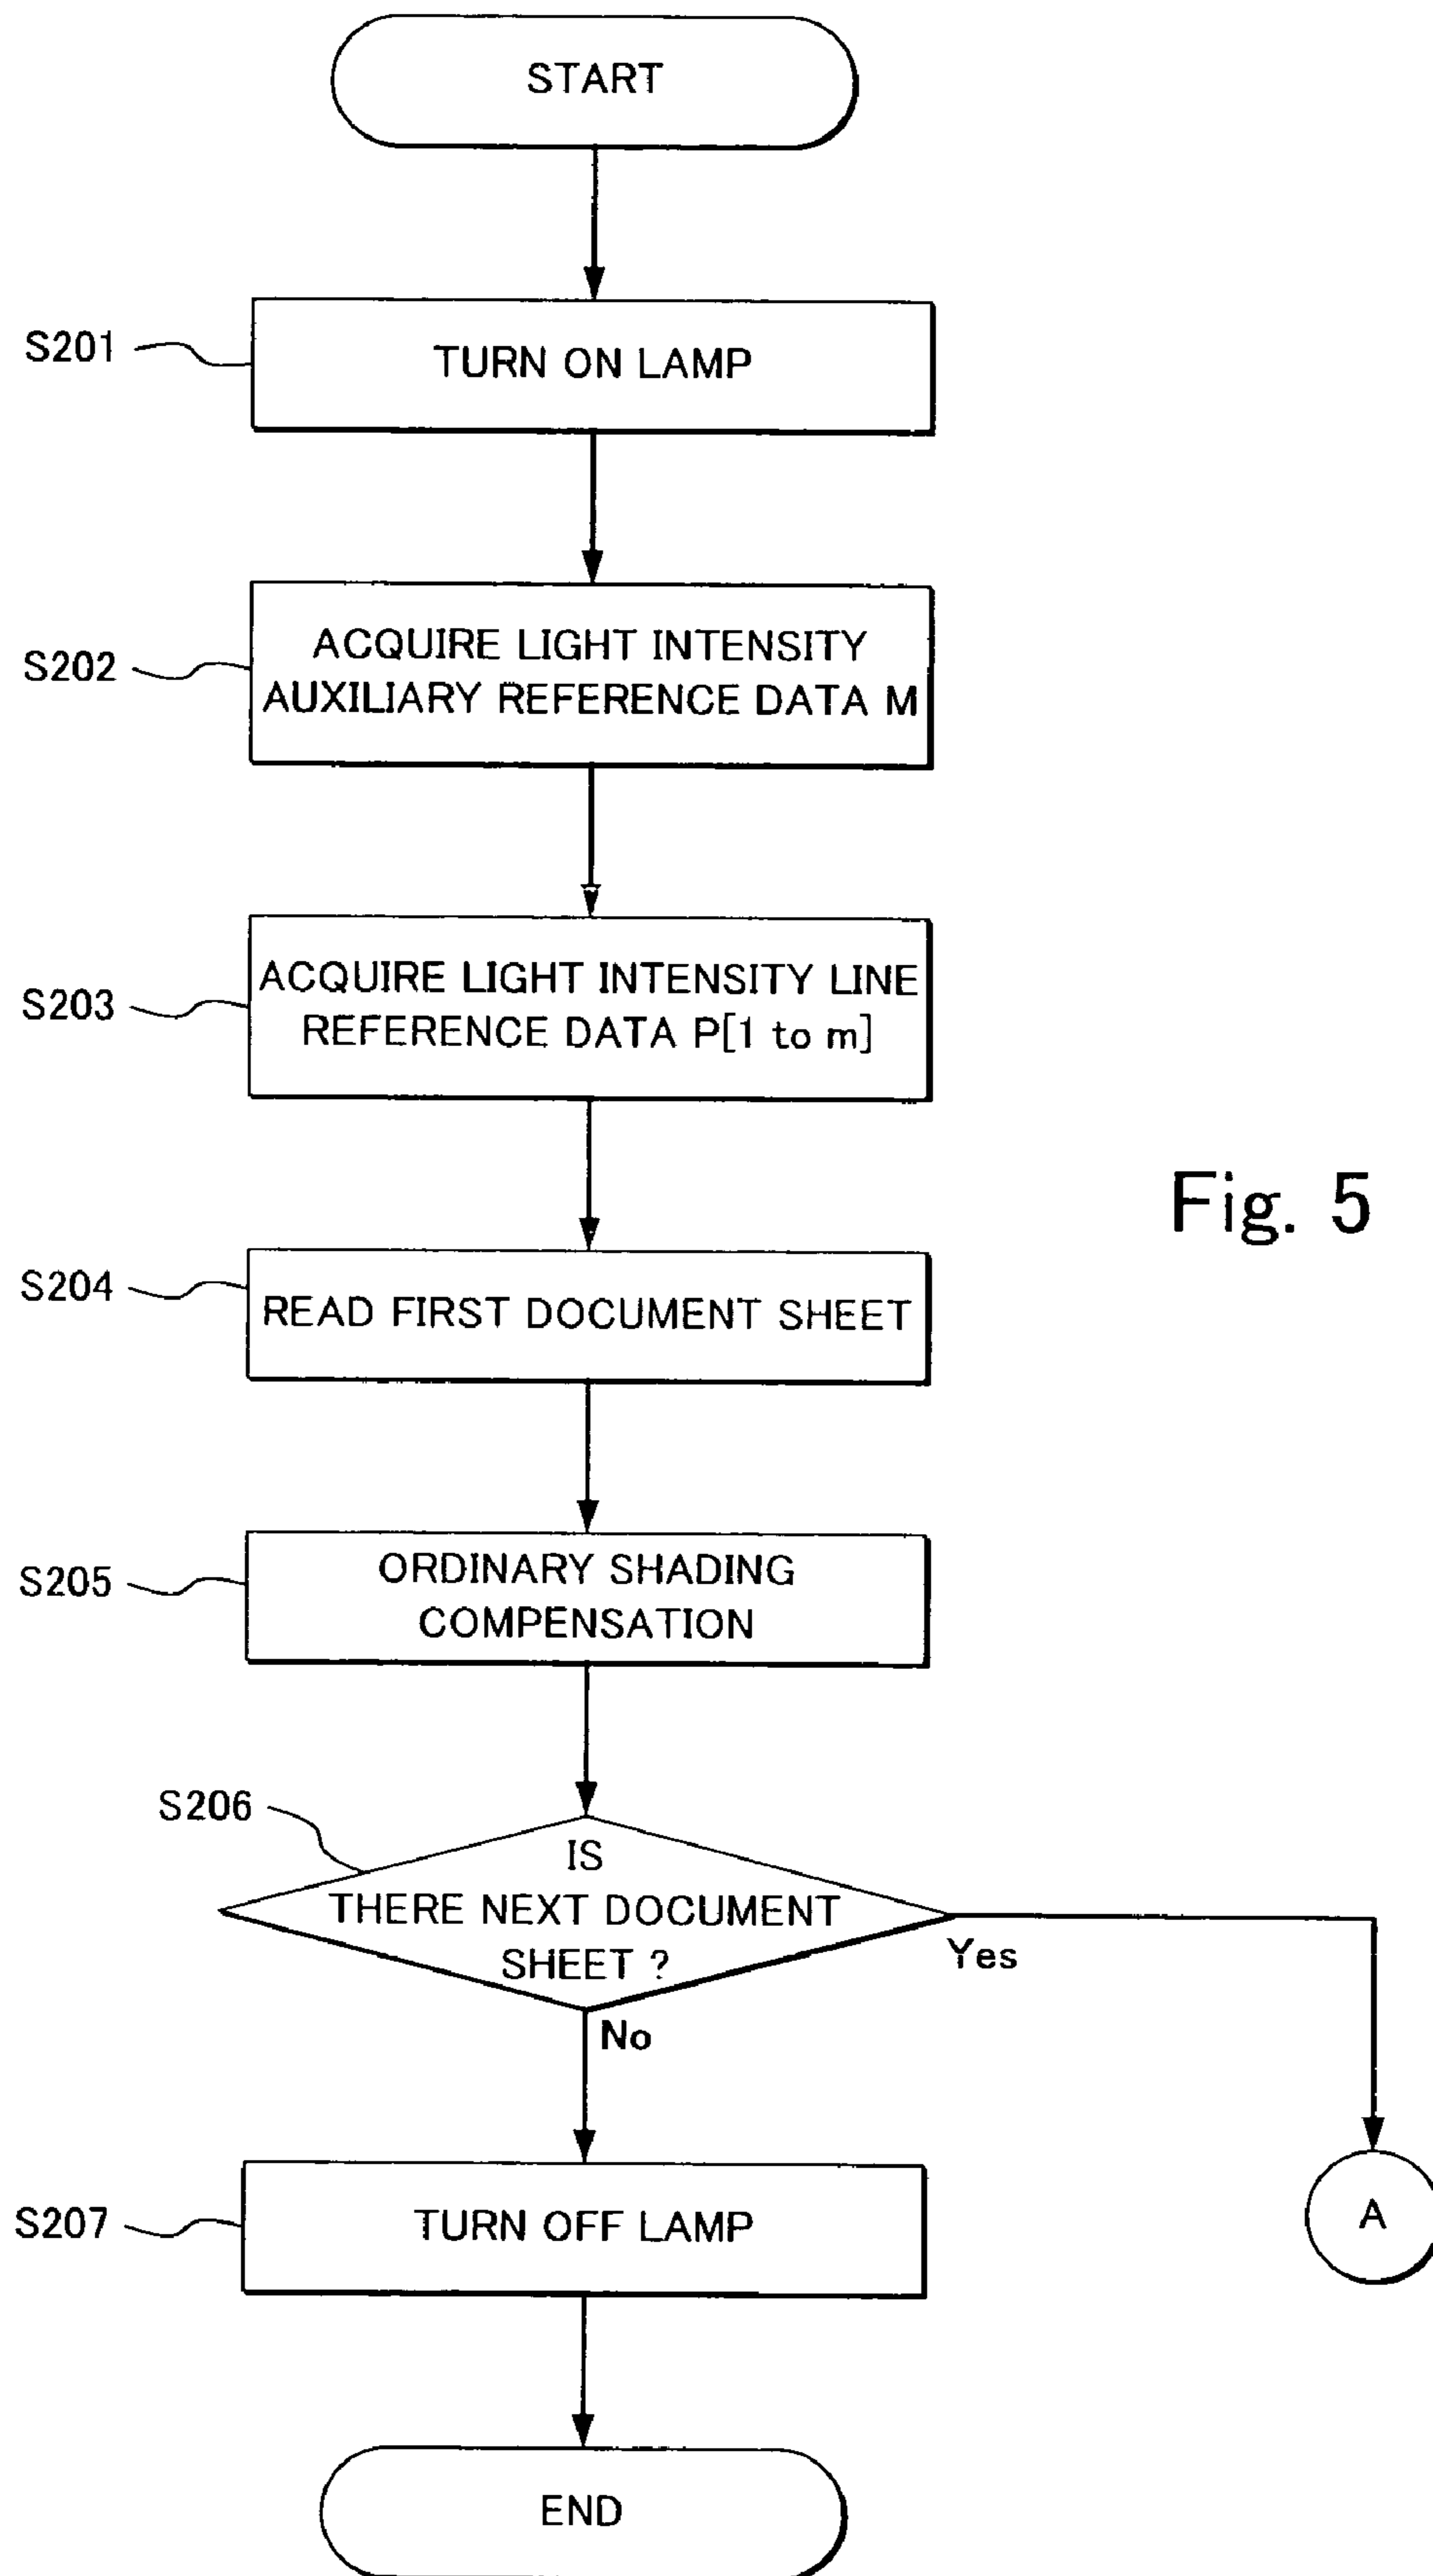 START
S201
TURN ON LAMP
S202
ACQUIRE LIGHT INTENSITY
AUXILIARY REFERENCE DATA M
S203
ACQUIRE LIGHT INTENSITY LINE
REFERENCE DATA P[1 to m]
Fig. 5
S204
READ FIRST DOCUMENT SHEET
S205
ORDINARY SHADING
COMPENSATION
S206
IS
THERE NEXT DOCUMENT
SHEET ?
Yes
No
S207
TURN OFF LAMP
A
END